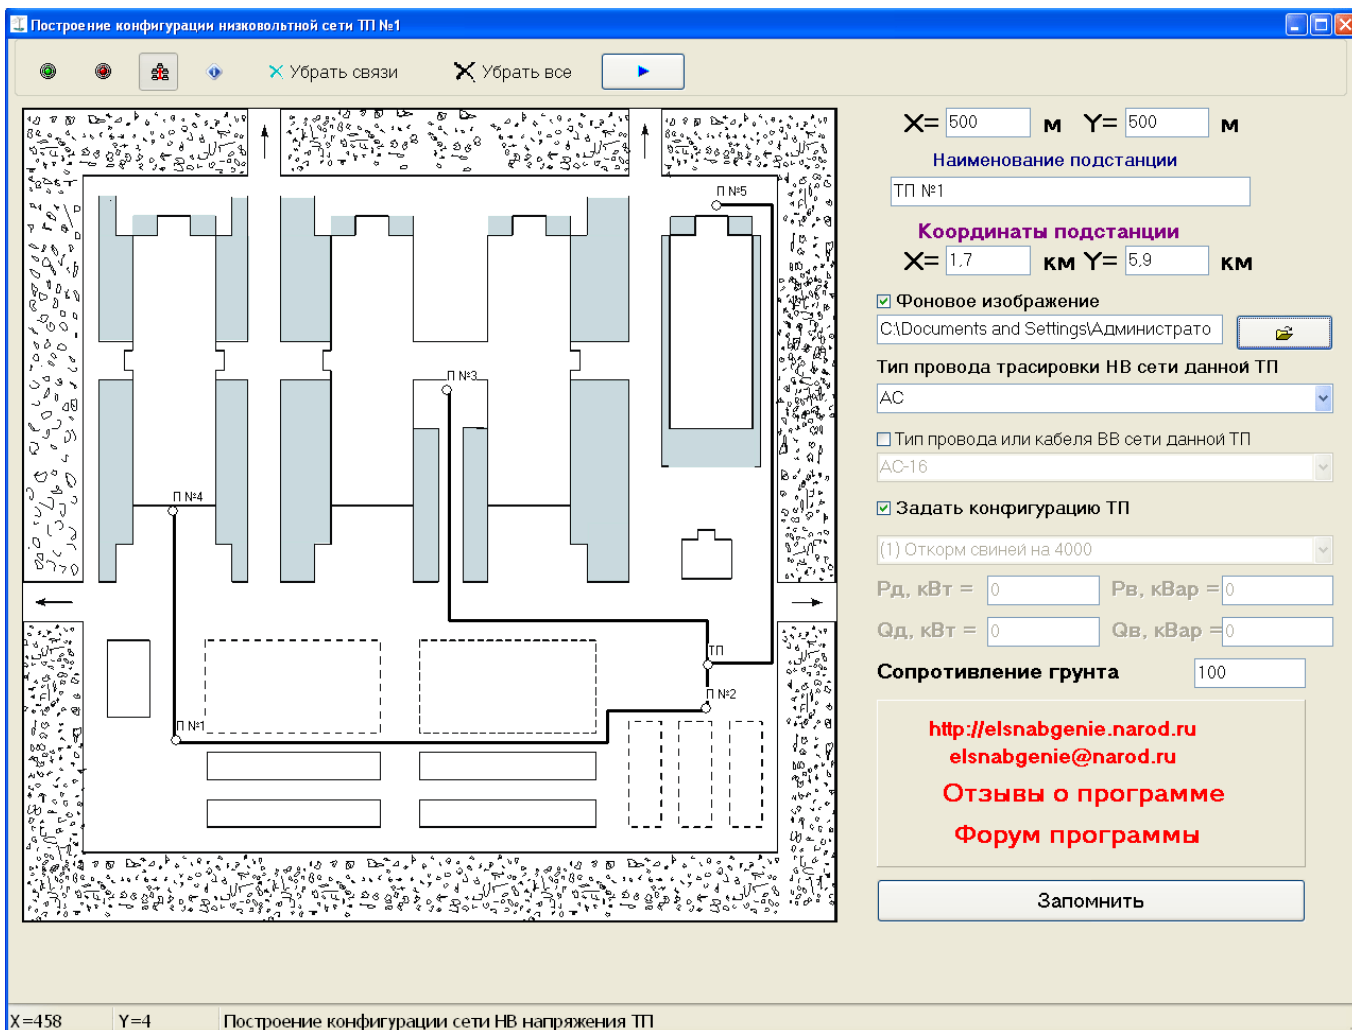 Построение конфигурации низковольтной сети ТП №1
Убрать связи
Убрать все
X= 500 м Y= 500 м
Наименование подстанции
ТП №1
Координаты подстанции
X= 1,7 км Y= 5,9 км
Фоновое изображение
C:\Documents and Settings\Администрато
Тип провода трасировки НВ сети данной ТП
АС
Тип провода или кабеля ВВ сети данной ТП
АС-16
Задать конфигурацию ТП
(1) Откорм свиней на 4000
Рд, кВт = 0 Рв, кВар = 0
Qд, кВт = 0 Qв, кВар = 0
Сопротивление грунта 100
http://elsnabgenie.narod.ru
elsnabgenie@narod.ru
Отзывы о программе
Форум программы
Запомнить
П №5
П №3
П №4
ТП
П №2
П №1
X=458 Y=4 Построение конфигурации сети НВ напряжения ТП